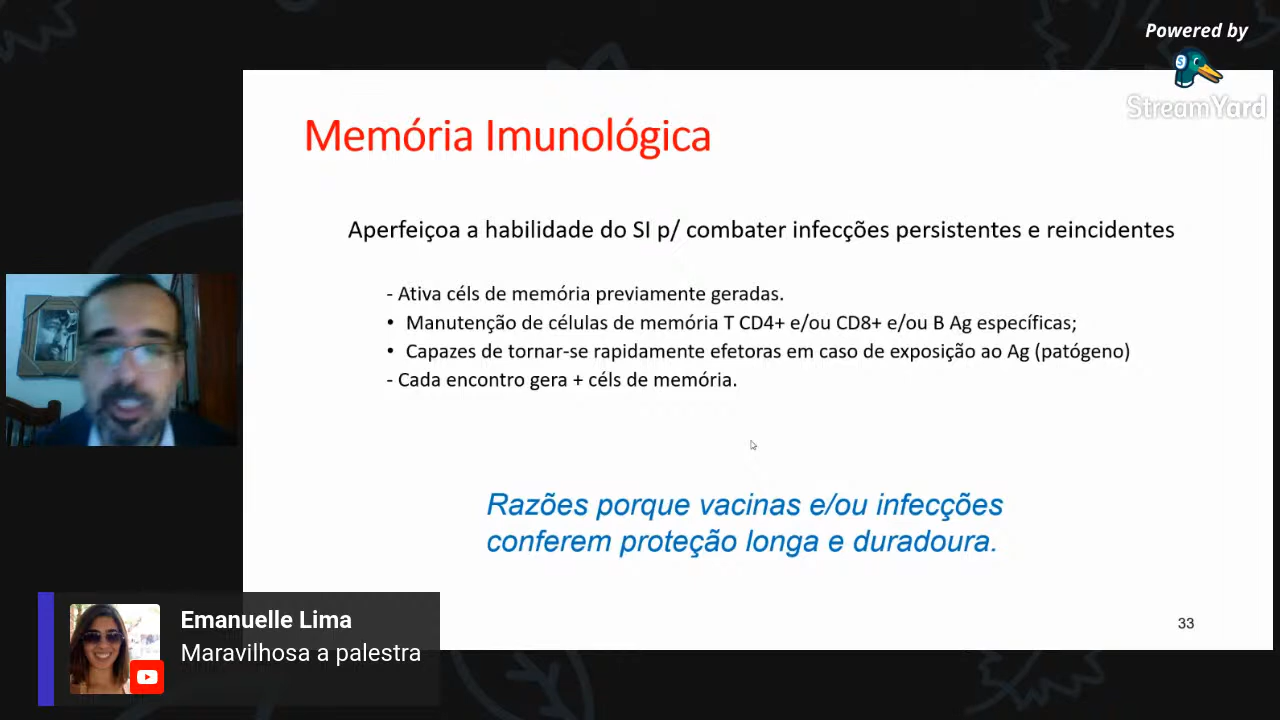 Powered by
StreamYard
Memória Imunológica
Aperfeiçoa a habilidade do SI p/ combater infecções persistentes e reincidentes
- Ativa céls de memória previamente geradas.
• Manutenção de células de memória T CD4+ e/ou CD8+ e/ou B Ag específicas;
• Capazes de tornar-se rapidamente efetoras em caso de exposição ao Ag (patógeno)
- Cada encontro gera + céls de memória.
Razões porque vacinas e/ou infecções
conferem proteção longa e duradoura.
33
Emanuelle Lima
Maravilhosa a palestra